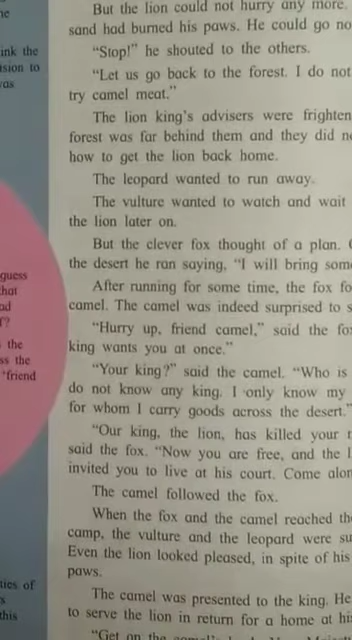 But the lion could not hurry any more.
sand had burned his paws. He could go
"Stop!" he shouted to the others.
"Let us go back to the forest. I do not
try camel meat."
The lion king's advisers were
forest was far behind them and they did
how to get the lion back home.
The leopard wanted to run away.
The vulture wanted to watch and wait
the lion later on.
But the clever fox thought of a plan.
the desert he ran saying, "I will bring
After running for some time, the fox
camel. The camel was indeed surprised to
"Hurry up, friend camel," said the
king wants you at once."
"Your king?" said the camel. "Who is
do not know any king. I only know my
for whom I carry goods across the desert."
"Our king, the lion, has killed your
said the fox. "Now you are free, and the
invited you to live at his court. Come
The camel followed the fox.
When the fox and the camel reached
camp, the vulture and the leopard were
Even the lion looked pleased, in spite of his
paws.
The camel was presented to the king. He
to serve the lion in return for a home at
"Get on the
ink the
to
guess
the
ss the
"friend
of
this